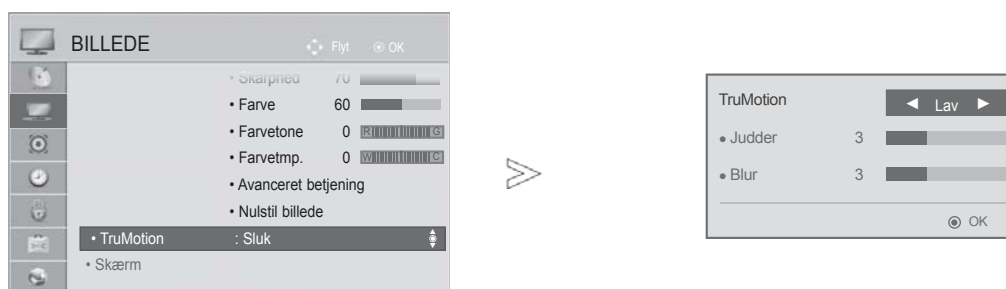 BILLEDE Flyt OK
• Skarphed 70
• Farve 60
• Farvetone 0 R G
• Farvetmp. 0 W C
• Avanceret betjening
• Nulstil billede
• TruMotion : Sluk
• Skærm
TruMotion ◄ Lav ►
• Judder 3
• Blur 3
OK